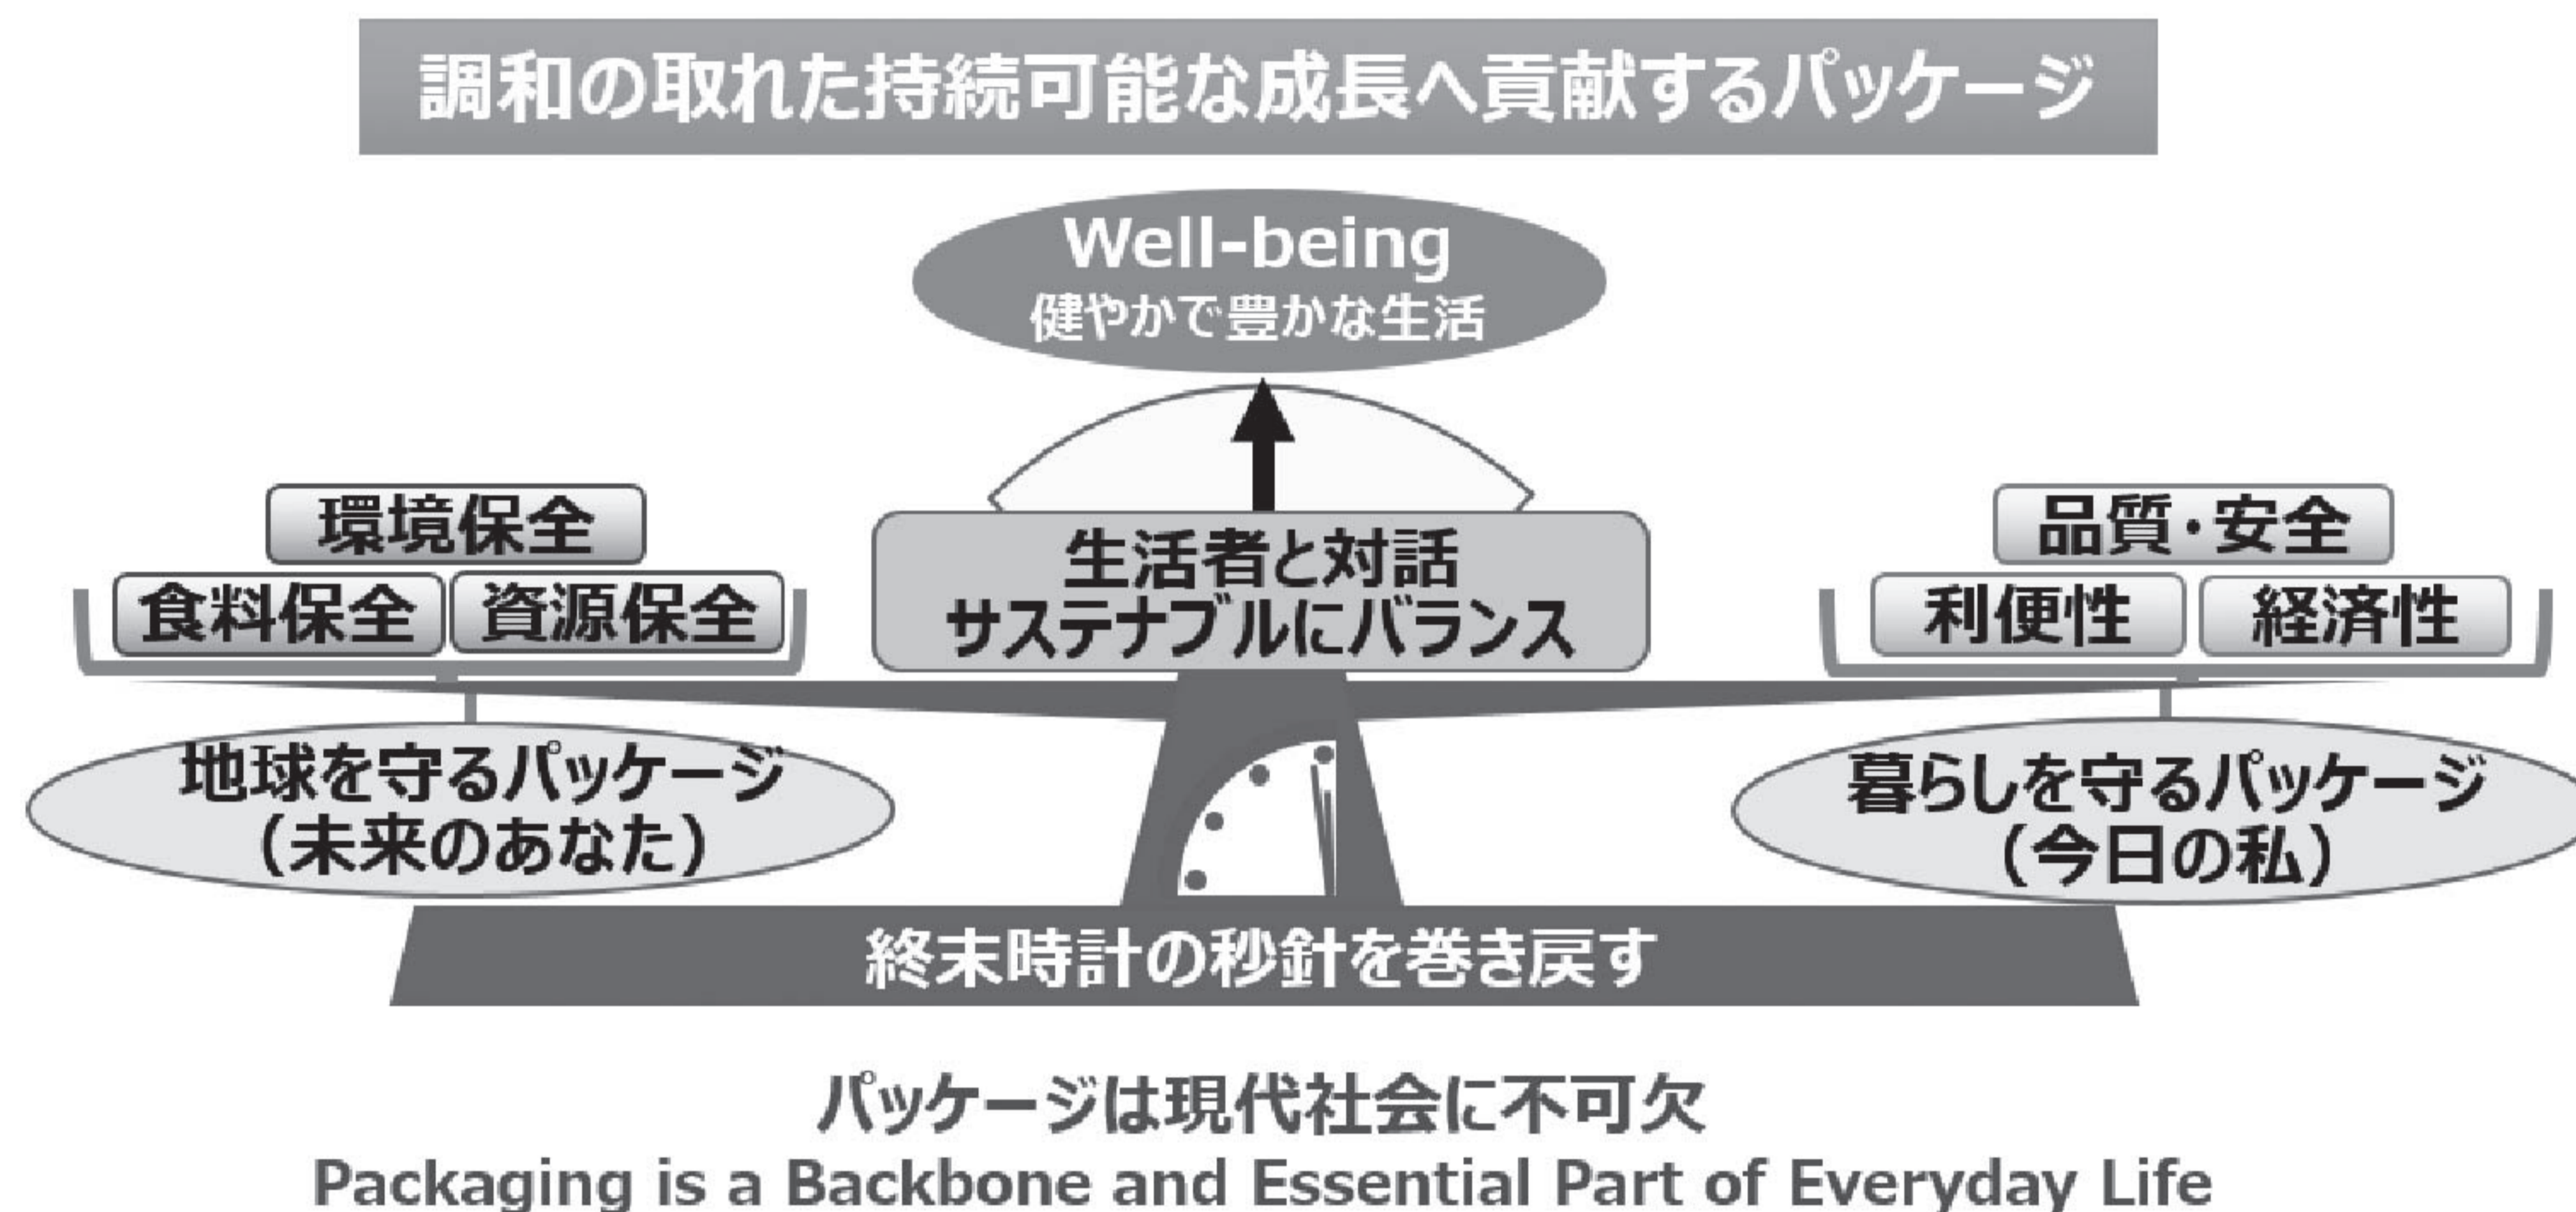 調和の取れた持続可能な成長へ貢献するパッケージ
Well-being
健やかで豊かな生活
環境保全
食料保全
資源保全
生活者と対話
サステナブルにバランス
品質・安全
利便性
経済性
地球を守るパッケージ
（未来のあなた）
暮らしを守るパッケージ
（今日の私）
終末時計の秒針を巻き戻す
パッケージは現代社会に不可欠
Packaging is a Backbone and Essential Part of Everyday Life